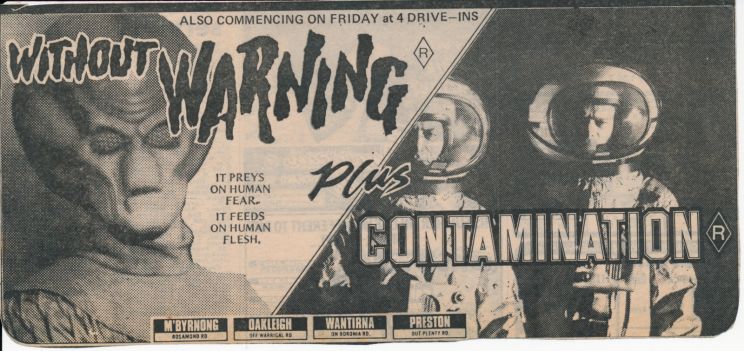 ALSO COMMENCING ON FRIDAY at 4 DRIVE-INS
WITHOUT
WARNING
R
IT PREYS
ON HUMAN
FEAR.
IT FEEDS
ON HUMAN
FLESH.
Plus
CONTAMINATION
R
M'BYRNONG
ROSAMOND RD
OAKLEIGH
OFF WARRIGAL RD
WANTIRNA
ON BORONIA RD.
PRESTON
OUT PLENTY RD